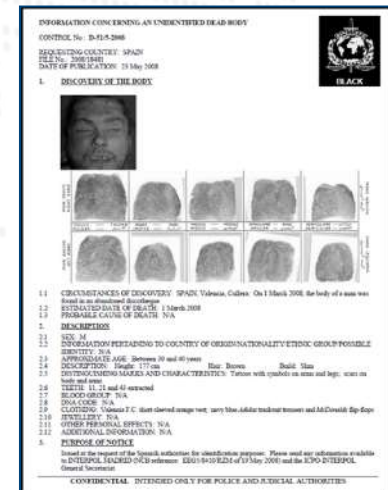 INFORMATION CONCERNING AN UNIDENTIFIED DEAD BODY
CONTROL No.: D-51/5-2008
REQUESTING COUNTRY: SPAIN
FILE No.: 2008/18481
DATE OF PUBLICATION: 23 May 2008
BLACK
1. DISCOVERY OF THE BODY
1.1 CIRCUMSTANCES OF DISCOVERY: SPAIN, Valencia, Cullera: On 1 March 2008, the body of a man was
found in an abandoned discotheque
1.2 ESTIMATED DATE OF DEATH: 1 March 2008
1.3 PROBABLE CAUSE OF DEATH: N/A
2. DESCRIPTION
2.1 SEX: M
2.2 INFORMATION PERTAINING TO COUNTRY OF ORIGIN/NATIONALITY/ETHNIC GROUP/POSSIBLE
IDENTITY: N/A
2.3 APPROXIMATE AGE: Between 30 and 40 years
2.4 DESCRIPTION: Height: 177 cm Hair: Brown Build: Slim
2.5 DISTINGUISHING MARKS AND CHARACTERISTICS: Tattoos with symbols on arms and legs; scars on
body and arms
2.6 TEETH: 11, 21 and 43 extracted
2.7 BLOOD GROUP: N/A
2.8 DNA CODE: N/A
2.9 CLOTHING: Valencia F.C. short sleeved orange vest, navy blue Adidas tracksuit trousers and McDonalds flip-flops
2.10 JEWELLERY: N/A
2.11 OTHER PERSONAL EFFECTS: N/A
2.12 ADDITIONAL INFORMATION: N/A
3. PURPOSE OF NOTICE
Issued at the request of the Spanish authorities for identification purposes. Please send any information available
to INTERPOL MADRID (NCB reference: of 19 May 2008) and the ICPO-INTERPOL
General Secretariat.
CONFIDENTIAL INTENDED ONLY FOR POLICE AND JUDICIAL AUTHORITIES